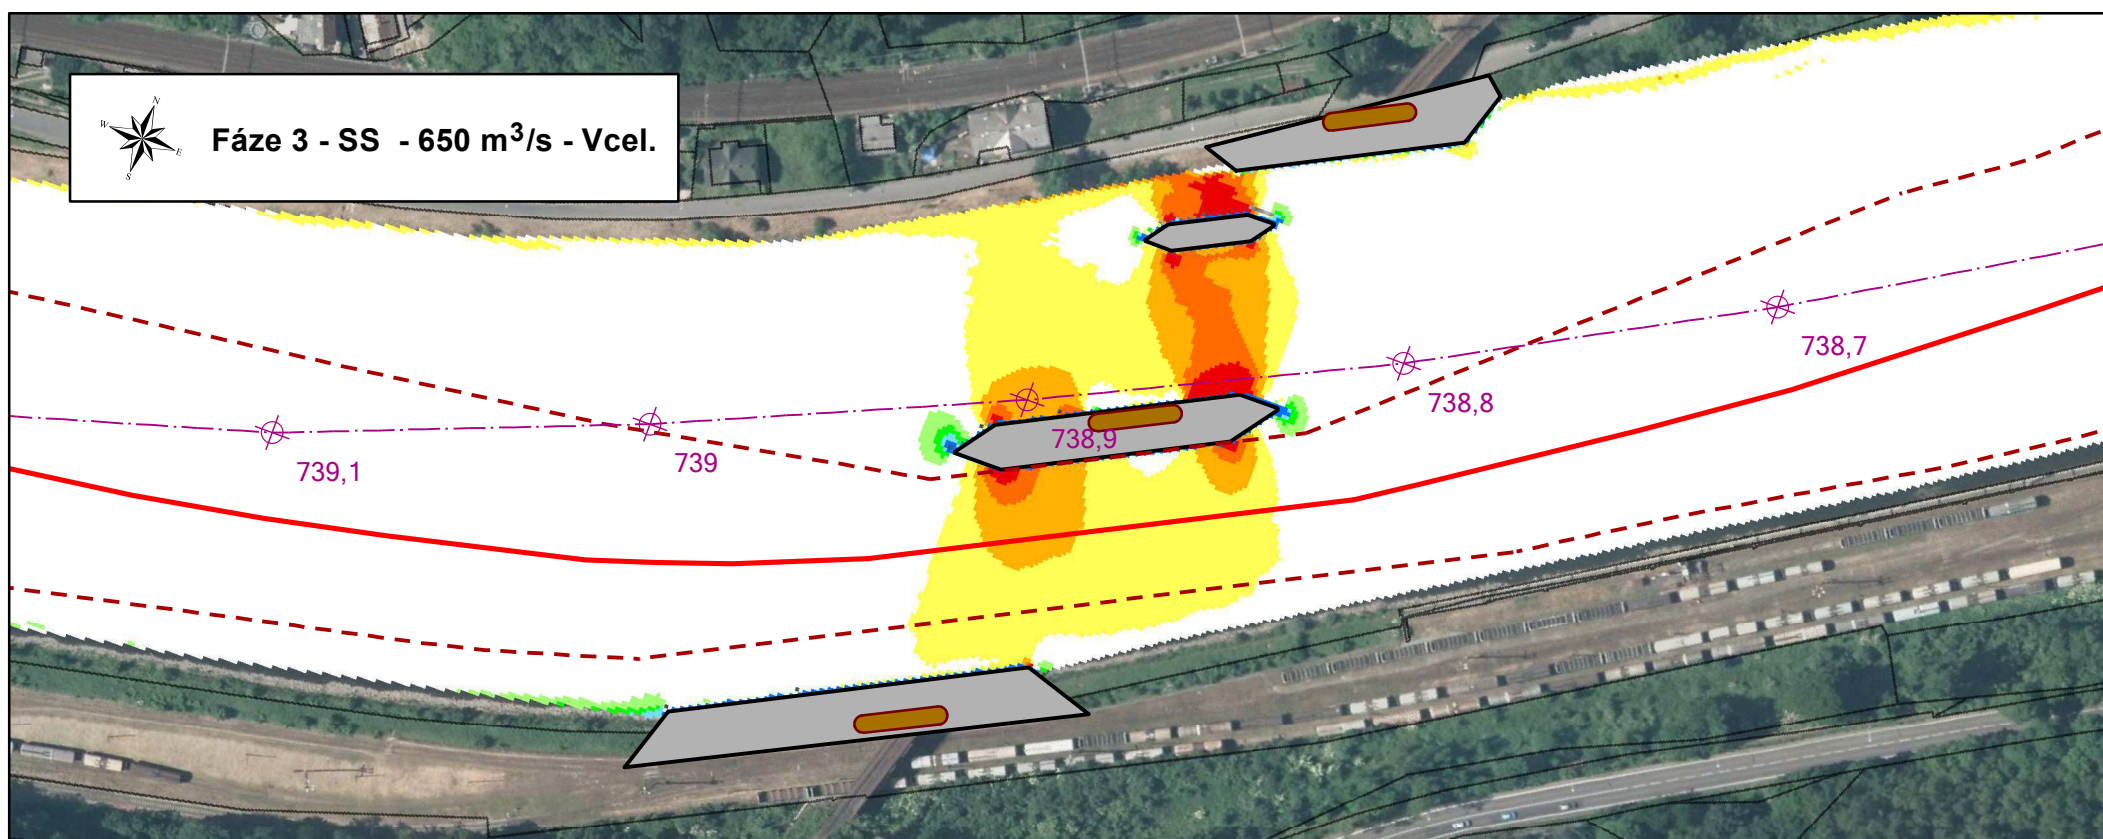 N
W
E
S
Fáze 3 - SS - 650 m³/s - Vcel.
738,7
738,8
738,9
739
739,1